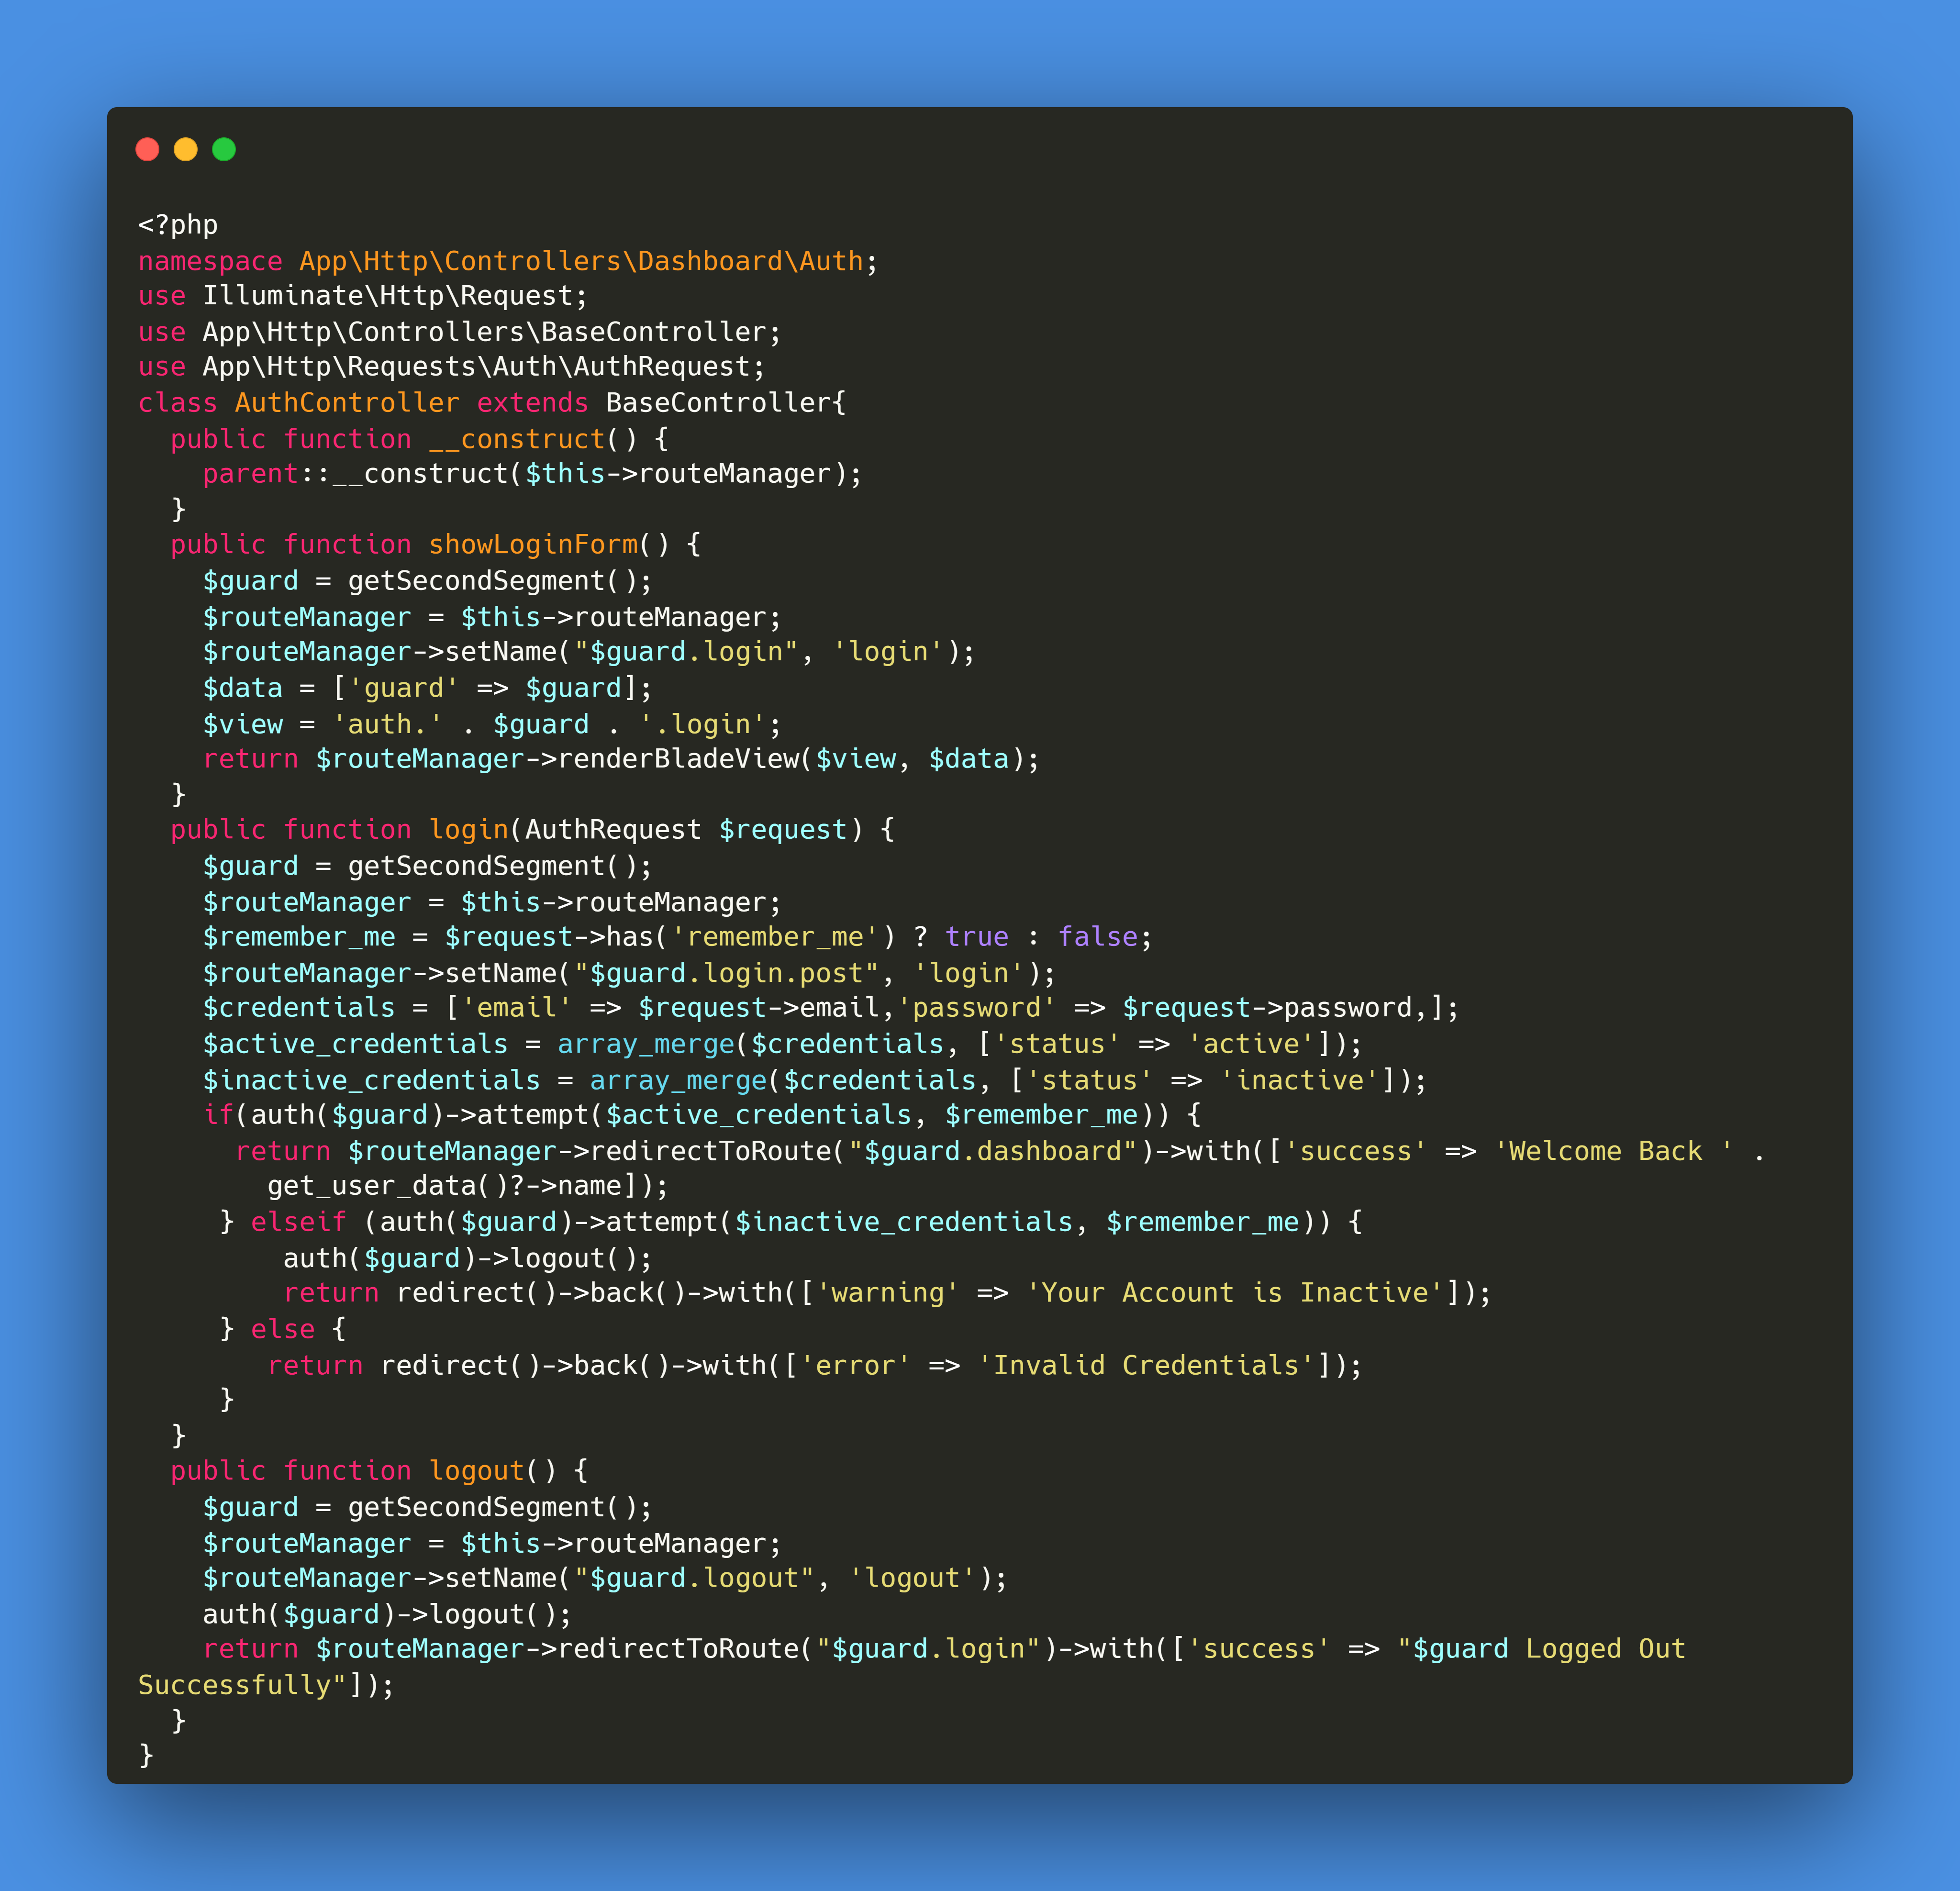 <?php
namespace App\Http\Controllers\Dashboard\Auth;
use Illuminate\Http\Request;
use App\Http\Controllers\BaseController;
use App\Http\Requests\Auth\AuthRequest;
class AuthController extends BaseController{
  public function __construct() {
    parent::__construct($this->routeManager);
  }
  public function showLoginForm() {
    $guard = getSecondSegment();
    $routeManager = $this->routeManager;
    $routeManager->setName("$guard.login", 'login');
    $data = ['guard' => $guard];
    $view = 'auth.' . $guard . '.login';
    return $routeManager->renderBladeView($view, $data);
  }
  public function login(AuthRequest $request) {
    $guard = getSecondSegment();
    $routeManager = $this->routeManager;
    $remember_me = $request->has('remember_me') ? true : false;
    $routeManager->setName("$guard.login.post", 'login');
    $credentials = ['email' => $request->email,'password' => $request->password,];
    $active_credentials = array_merge($credentials, ['status' => 'active']);
    $inactive_credentials = array_merge($credentials, ['status' => 'inactive']);
    if(auth($guard)->attempt($active_credentials, $remember_me)) {
      return $routeManager->redirectToRoute("$guard.dashboard")->with(['success' => 'Welcome Back ' .
        get_user_data()?->name]);
     } elseif (auth($guard)->attempt($inactive_credentials, $remember_me)) {
         auth($guard)->logout();
         return redirect()->back()->with(['warning' => 'Your Account is Inactive']);
     } else {
        return redirect()->back()->with(['error' => 'Invalid Credentials']);
     }
  }
  public function logout() {
    $guard = getSecondSegment();
    $routeManager = $this->routeManager;
    $routeManager->setName("$guard.logout", 'logout');
    auth($guard)->logout();
    return $routeManager->redirectToRoute("$guard.login")->with(['success' => "$guard Logged Out
Successfully"]);
  }
}